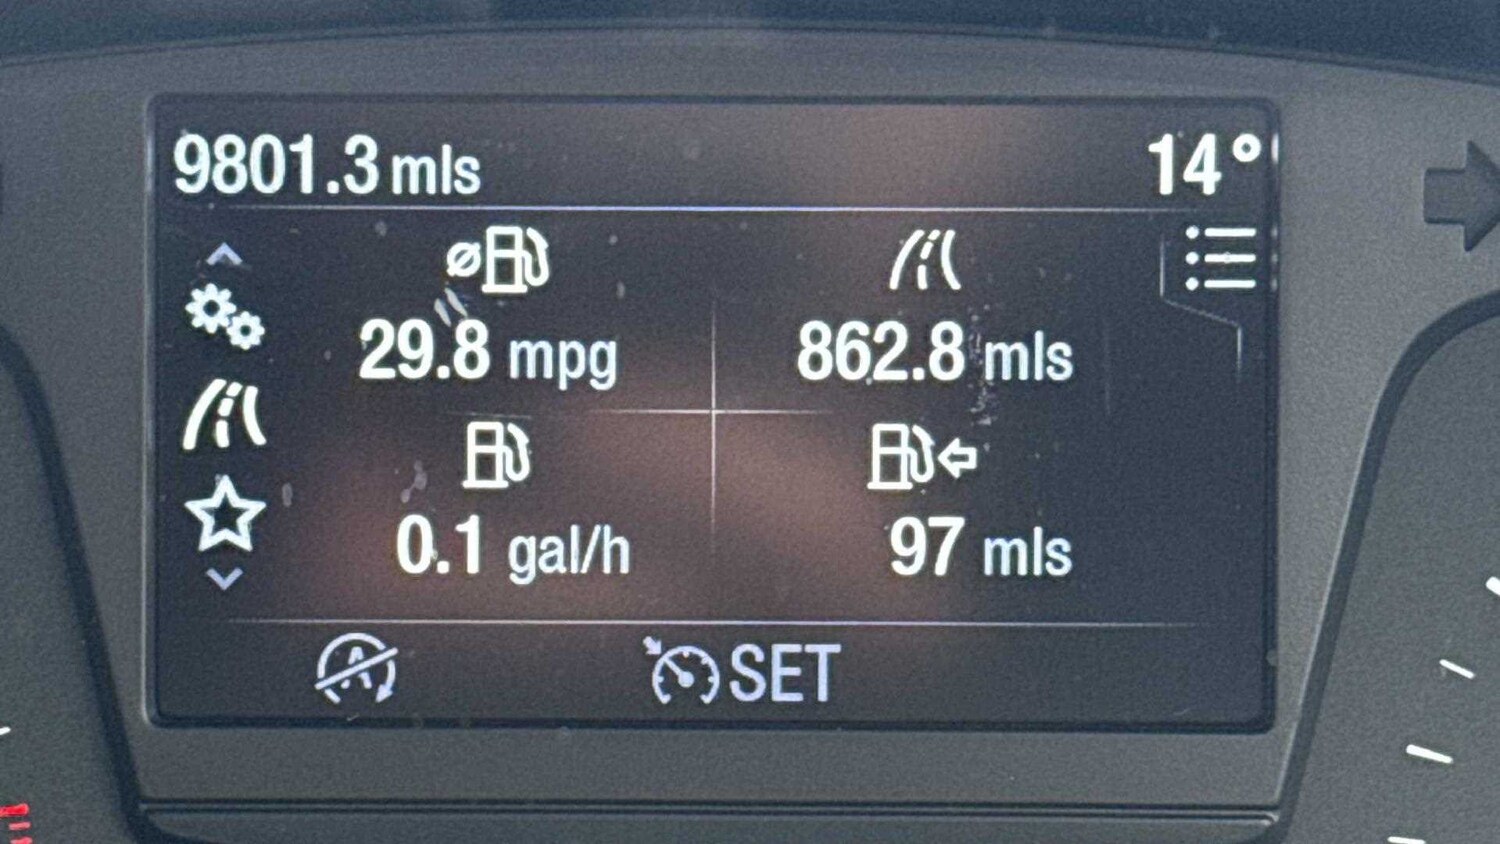 9801.3 mls 14°
29.8 mpg 862.8 mls
0.1 gal/h 97 mls
A SET